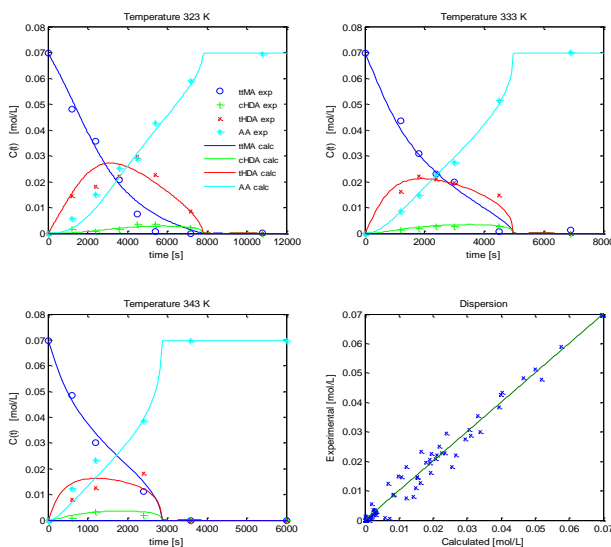 Temperature 323 K
0.08
0.07
0.06
0.05
0.04
0.03
0.02
0.01
0
C(t) [mol/L]
ttMA exp
cHDA exp
tHDA exp
AA exp
ttMA calc
cHDA calc
tHDA calc
AA calc
0 2000 4000 6000 8000 10000 12000
time [s]
Temperature 333 K
0.08
0.07
0.06
0.05
0.04
0.03
0.02
0.01
0
C(t) [mol/L]
0 2000 4000 6000 8000
time [s]
Temperature 343 K
0.08
0.07
0.06
0.05
0.04
0.03
0.02
0.01
0
C(t) [mol/L]
0 1000 2000 3000 4000 5000 6000
time [s]
Dispersion
0.07
0.06
0.05
0.04
0.03
0.02
0.01
0
Experimental [mol/L]
0 0.01 0.02 0.03 0.04 0.05 0.06 0.07
Calculated [mol/L]